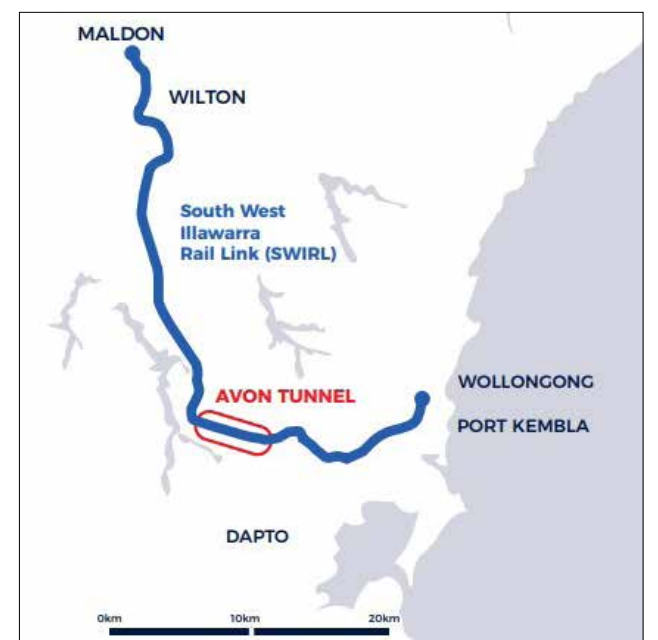 MALDON
WILTON
South West
Illawarra
Rail Link (SWIRL)
AVON TUNNEL
WOLLONGONG
PORT KEMBLA
DAPTO
0km 10km 20km